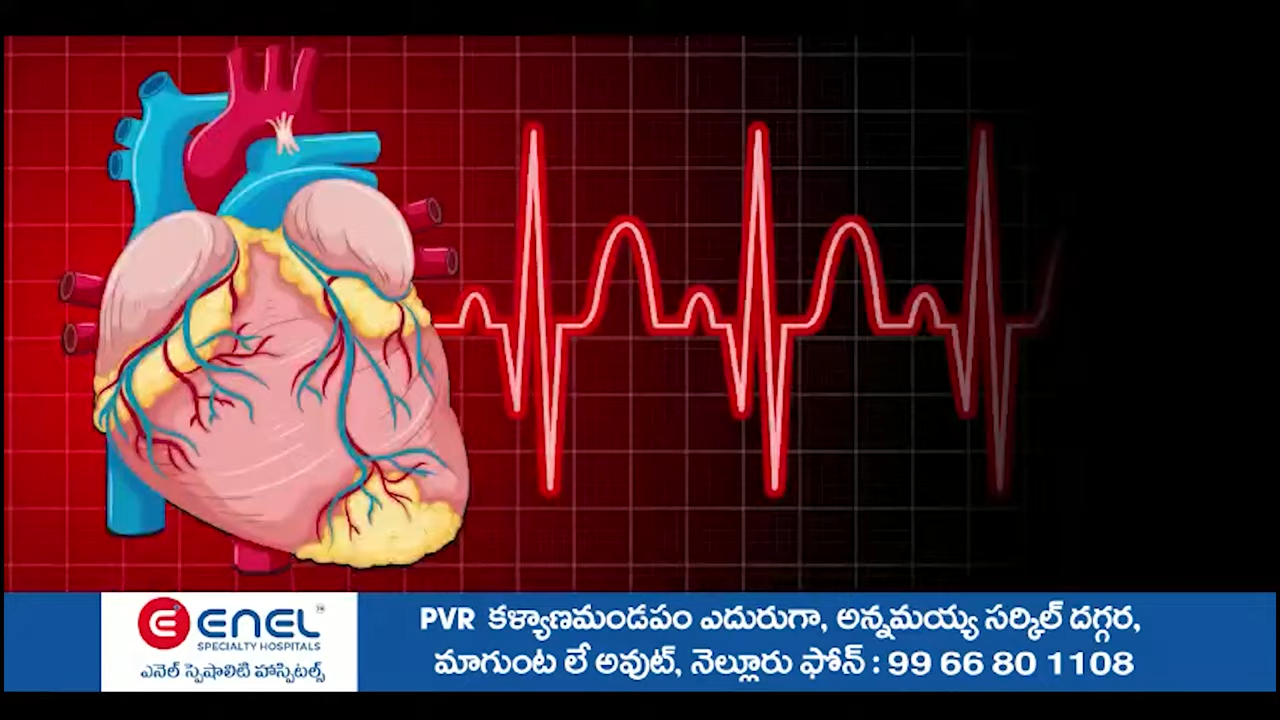 ENEL
SPECIALTY HOSPITALS
ఎనెల్ స్పెషాలిటి హాస్పిటల్స్
PVR కళ్యాణమండపం ఎదురుగా, అన్నమయ్య సర్కిల్ దగ్గర,
మాగుంట లే అవుట్, నెల్లూరు ఫోన్ : 99 66 80 1108